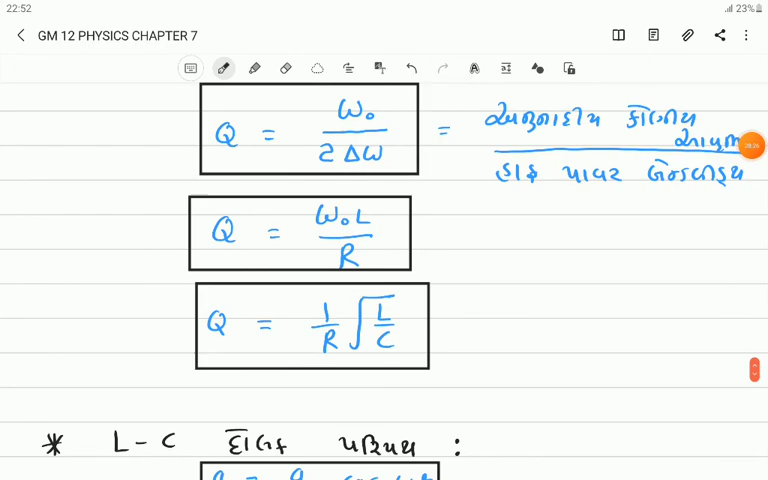 22:52
23%
GM 12 PHYSICS CHAPTER 7
Q = ω₀ / 2Δω = અનુનાદીય કોણીય આવૃ / હાફ પાવર બેન્ડવિડ્થ
28:26
Q = ω₀L / R
Q = 1/R √(L/C)
* L - C દોલિત પરિપથ :